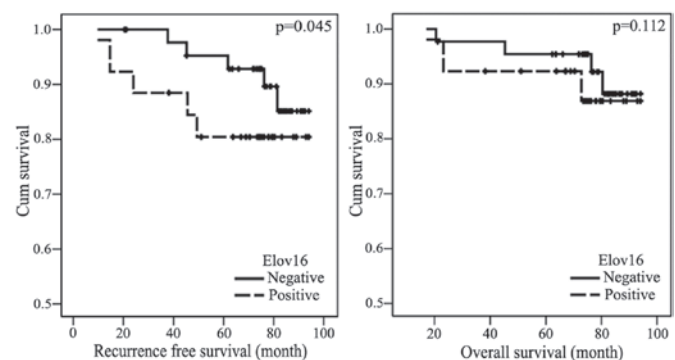 p=0.045
1.0
0.9
0.8
0.7
0.6
0.5
Cum survival
Elov16
Negative
Positive
0 20 40 60 80 100
Recurrence free survival (month)
p=0.112
1.0
0.9
0.8
0.7
0.6
0.5
Cum survival
Elov16
Negative
Positive
20 40 60 80 100
Overall survival (month)